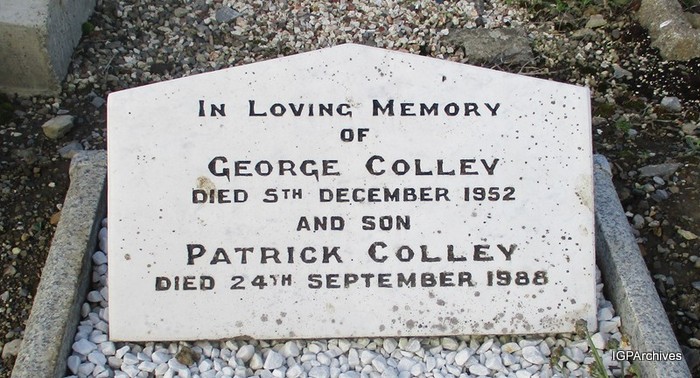 In Loving Memory
OF
George Colley
DIED 5TH DECEMBER 1952
AND SON
Patrick Colley
DIED 24TH SEPTEMBER 1988
IGPArchives